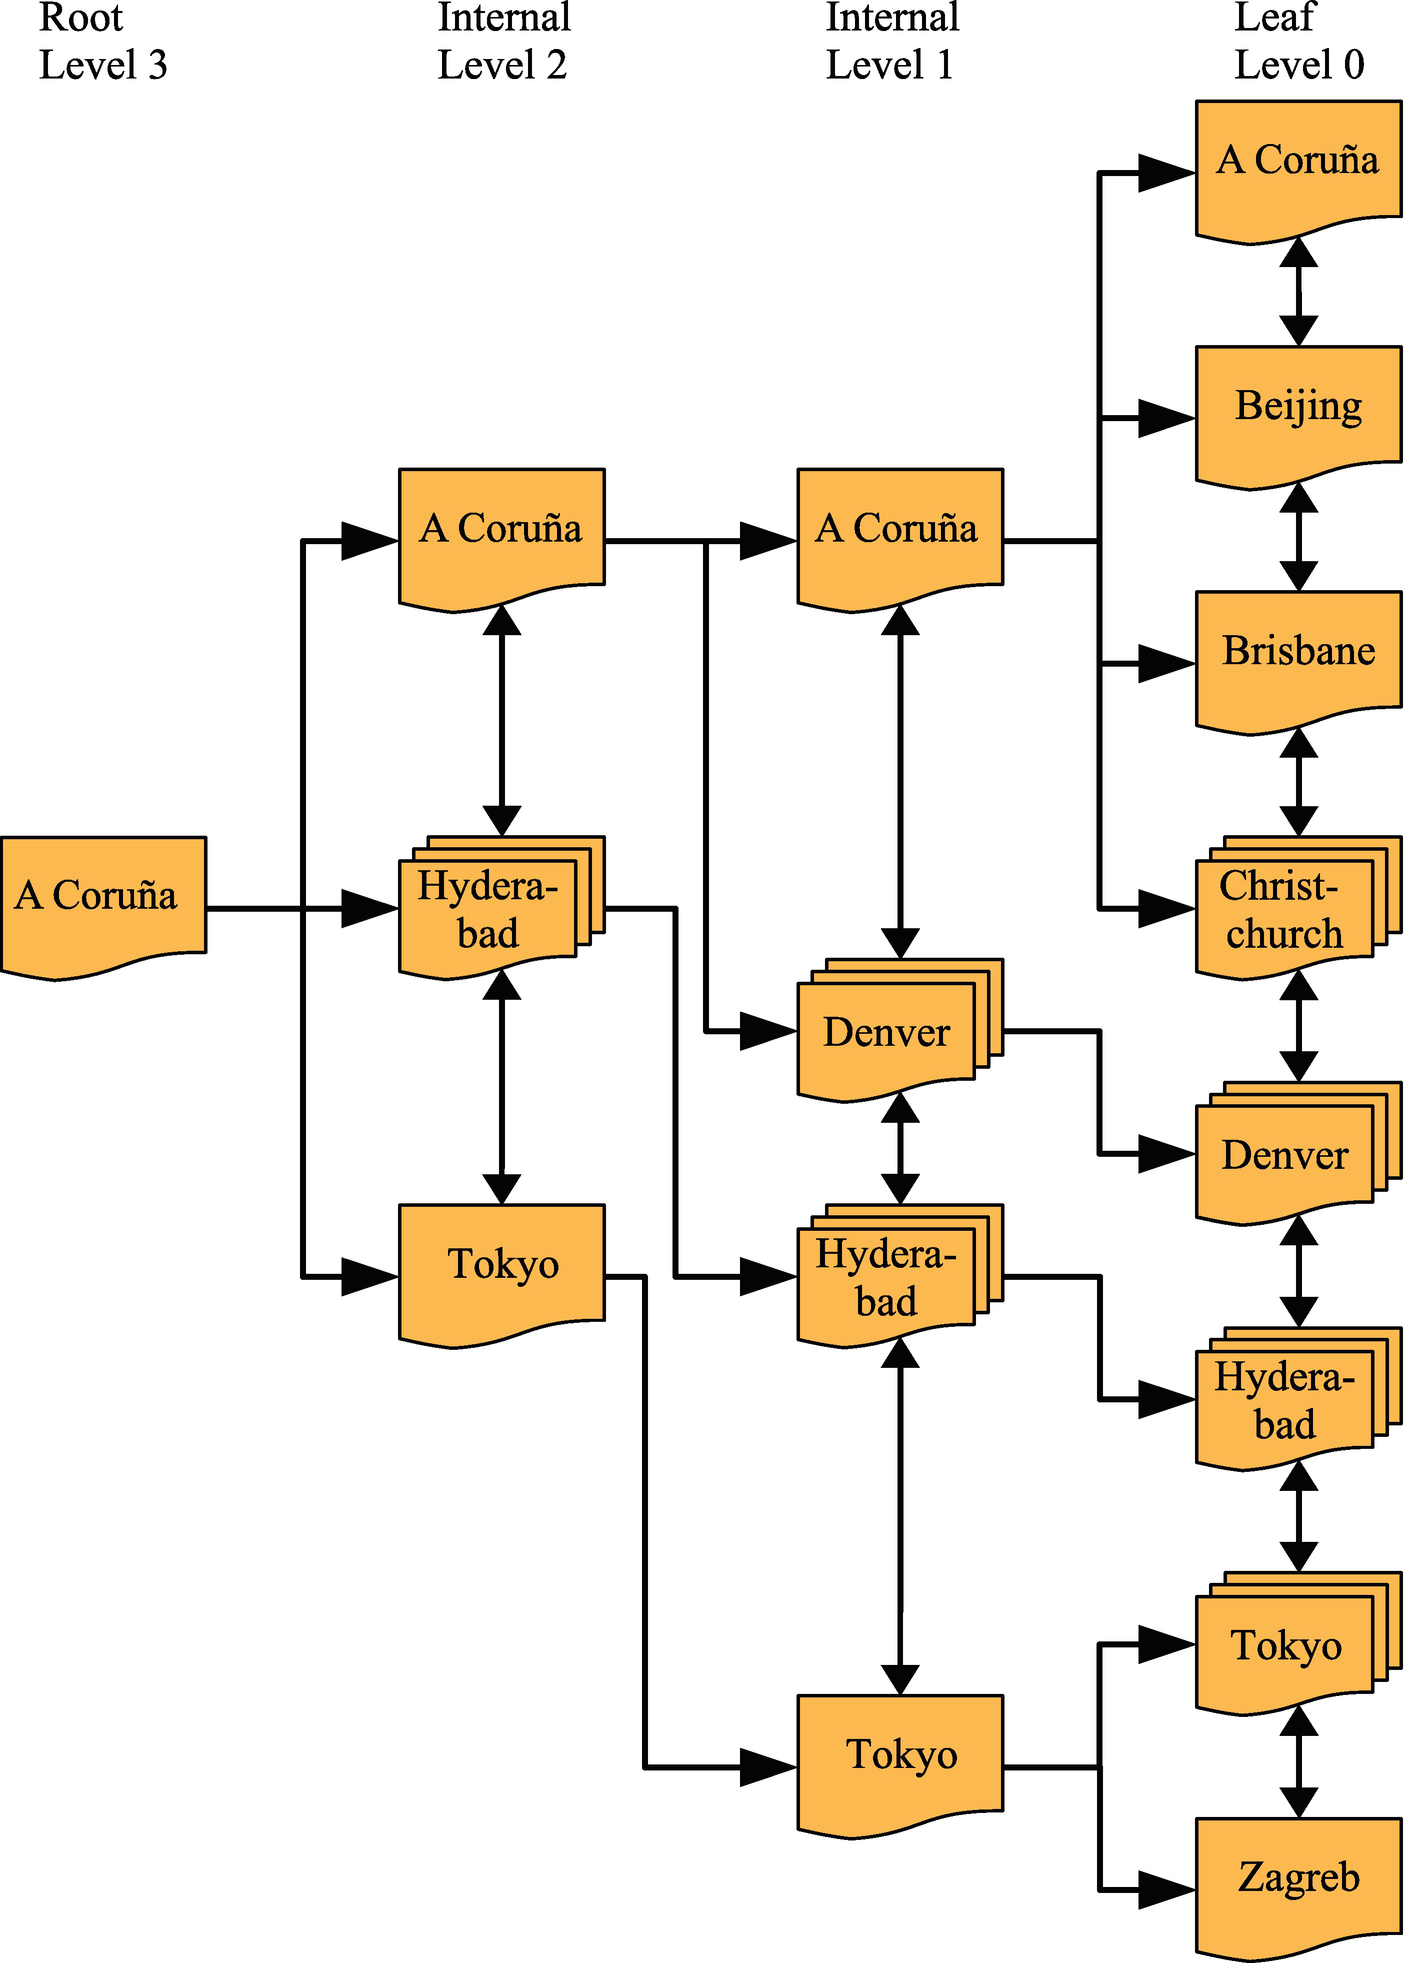 Root
Level 3
Internal
Level 2
Internal
Level 1
Leaf
Level 0
A Coruña
A Coruña
Hydera-
bad
Tokyo
A Coruña
Denver
Hydera-
bad
Tokyo
A Coruña
Beijing
Brisbane
Christ-
church
Denver
Hydera-
bad
Tokyo
Zagreb